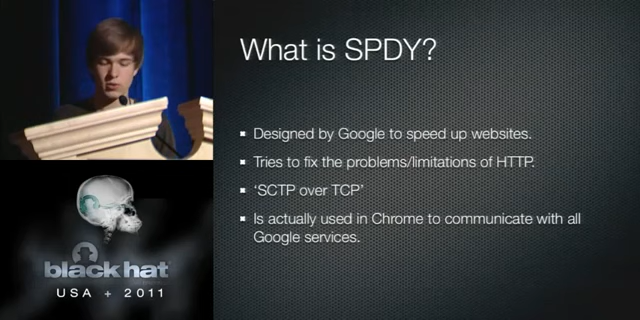 What is SPDY?
Designed by Google to speed up websites.
Tries to fix the problems/limitations of HTTP.
'SCTP over TCP'
Is actually used in Chrome to communicate with all
Google services.
black hat
USA + 2011